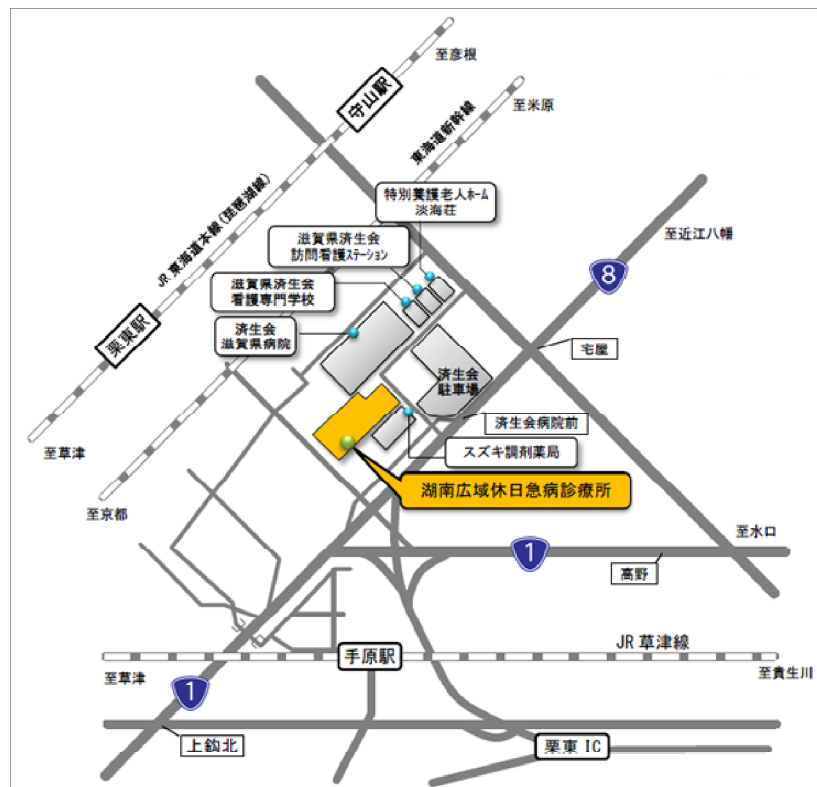 至彦根
守山駅
至米原
東海道新幹線
特別養護老人ホーム
淡海荘
JR東海道本線(琵琶湖線)
滋賀県済生会
訪問看護ステーション
至近江八幡
8
滋賀県済生会
看護専門学校
済生会
滋賀県病院
栗東駅
宅屋
済生会
駐車場
済生会病院前
至草津
スズキ調剤薬局
湖南広域休日急病診療所
至京都
至水口
1
高野
JR草津線
手原駅
至草津
至貴生川
1
上鈎北
栗東IC